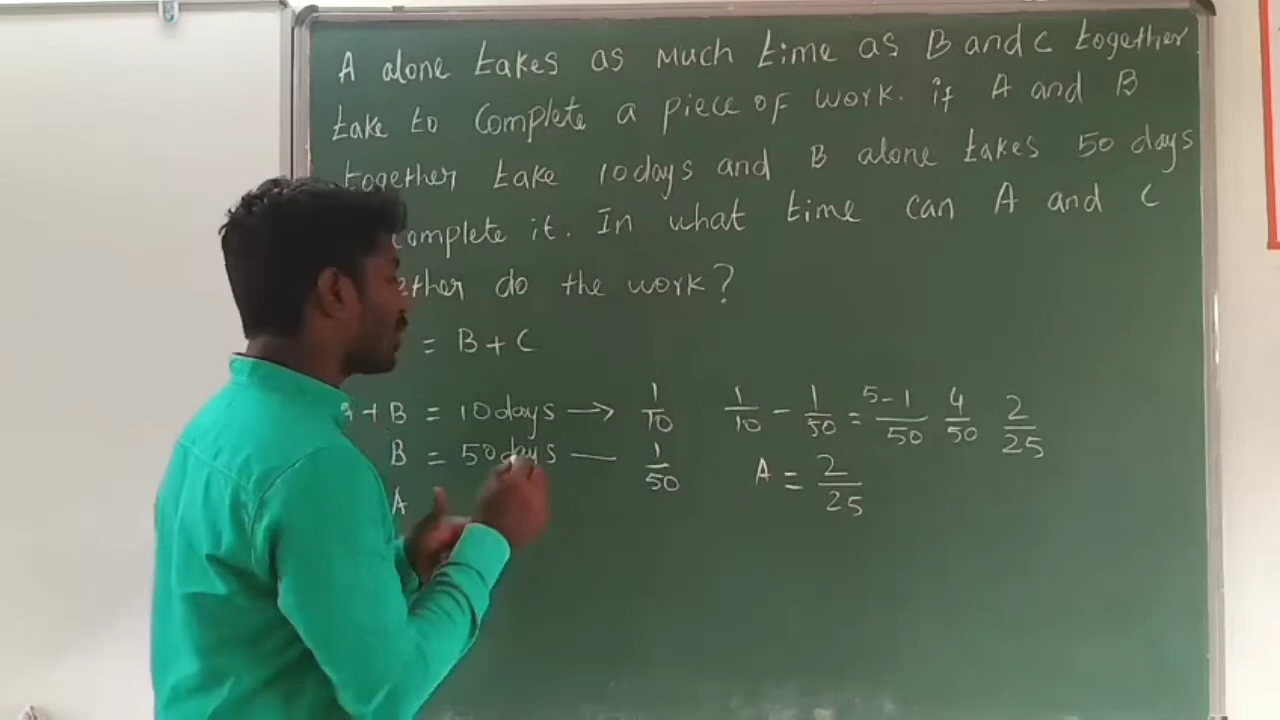 A alone takes as much time as B and C together
take to complete a piece of work. if A and B
together take 10 days and B alone takes 50 days
complete it. In what time can A and C
ether do the work?
= B + C
+ B = 10 days → 1/10 1/10 - 1/50 = 5-1/50 4/50 2/25
B = 50 days — 1/50 A = 2/25
A